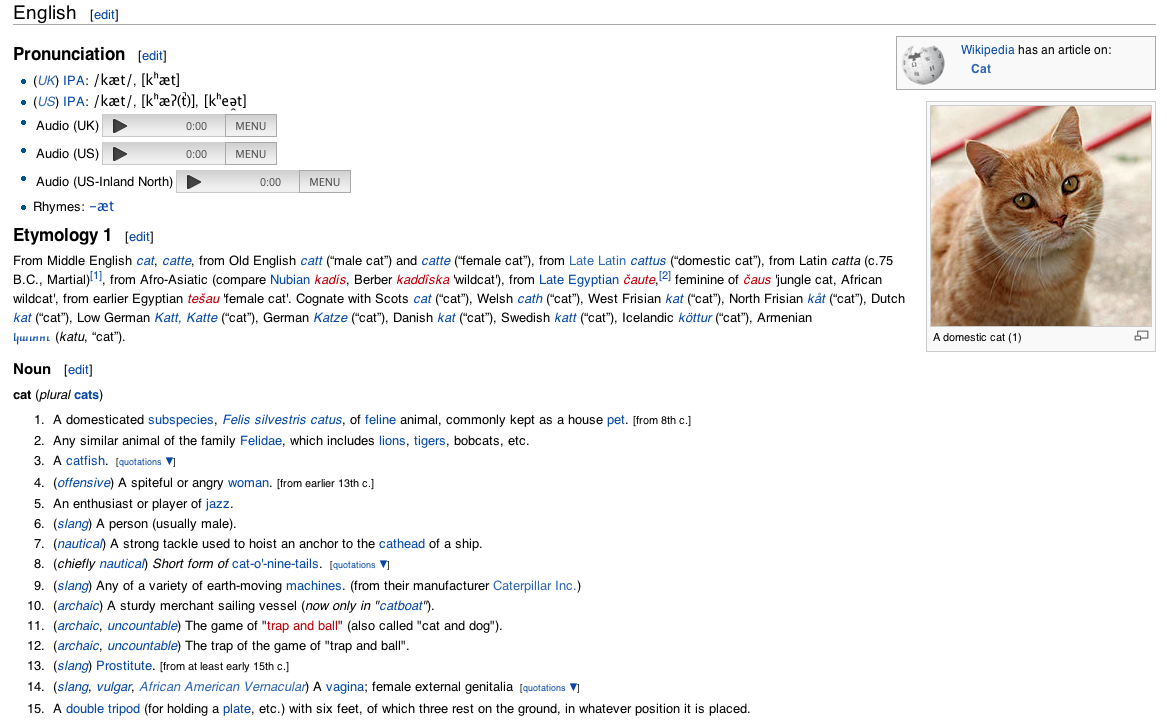 English [edit]
Pronunciation [edit]
(UK) IPA: /kæt/, [kʰæt]
(US) IPA: /kæt/, [kʰæʔ(t̚)], [kʰeə̯t]
Audio (UK) 0:00 MENU
Audio (US) 0:00 MENU
Audio (US-Inland North) 0:00 MENU
Rhymes: -æt
Wikipedia has an article on:
Cat
A domestic cat (1)
Etymology 1 [edit]
From Middle English cat, catte, from Old English catt (“male cat”) and catte (“female cat”), from Late Latin cattus (“domestic cat”), from Latin catta (c.75
B.C., Martial)[1], from Afro-Asiatic (compare Nubian kadís, Berber kaddîska 'wildcat'), from Late Egyptian čaute,[2] feminine of čaus 'jungle cat, African
wildcat', from earlier Egyptian tešau 'female cat'. Cognate with Scots cat (“cat”), Welsh cath (“cat”), West Frisian kat (“cat”), North Frisian kåt (“cat”), Dutch
kat (“cat”), Low German Katt, Katte (“cat”), German Katze (“cat”), Danish kat (“cat”), Swedish katt (“cat”), Icelandic köttur (“cat”), Armenian
կատու (katu, “cat”).
Noun [edit]
cat (plural cats)
1. A domesticated subspecies, Felis silvestris catus, of feline animal, commonly kept as a house pet. [from 8th c.]
2. Any similar animal of the family Felidae, which includes lions, tigers, bobcats, etc.
3. A catfish. [quotations ▼]
4. (offensive) A spiteful or angry woman. [from earlier 13th c.]
5. An enthusiast or player of jazz.
6. (slang) A person (usually male).
7. (nautical) A strong tackle used to hoist an anchor to the cathead of a ship.
8. (chiefly nautical) Short form of cat-o'-nine-tails. [quotations ▼]
9. (slang) Any of a variety of earth-moving machines. (from their manufacturer Caterpillar Inc.)
10. (archaic) A sturdy merchant sailing vessel (now only in "catboat").
11. (archaic, uncountable) The game of "trap and ball" (also called "cat and dog").
12. (archaic, uncountable) The trap of the game of "trap and ball".
13. (slang) Prostitute. [from at least early 15th c.]
14. (slang, vulgar, African American Vernacular) A vagina; female external genitalia [quotations ▼]
15. A double tripod (for holding a plate, etc.) with six feet, of which three rest on the ground, in whatever position it is placed.